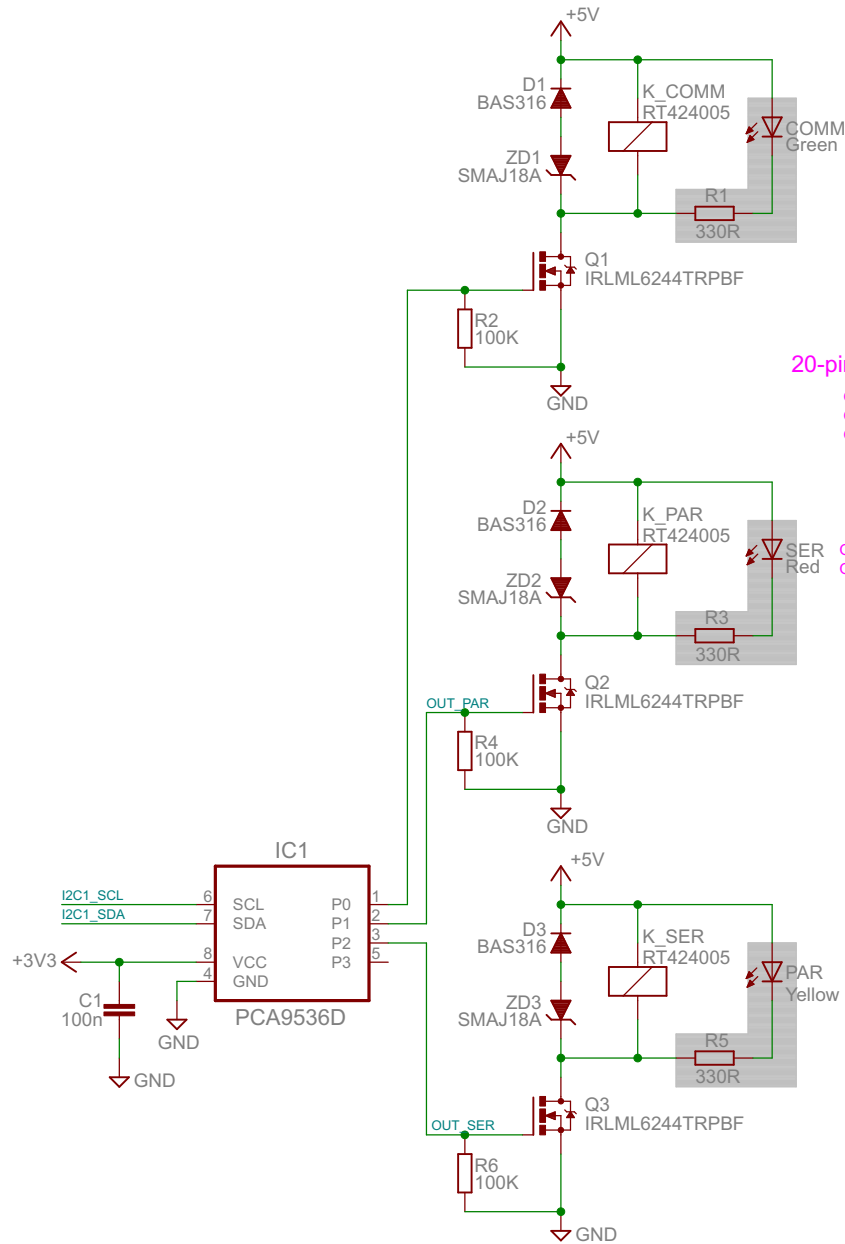 +5V
D1
BAS316
K_COMM
RT424005
COMM
Green
ZD1
SMAJ18A
R1
330R
Q1
IRLML6244TRPBF
R2
100K
GND
20-pi
+5V
D2
BAS316
K_PAR
RT424005
SER
Red
ZD2
SMAJ18A
R3
330R
Q2
IRLML6244TRPBF
OUT_PAR
R4
100K
GND
IC1
I2C1_SCL
6
SCL
P0
1
I2C1_SDA
7
SDA
P1
2
P2
3
+3V3
8
VCC
P3
5
4
GND
C1
100n
PCA9536D
GND
GND
+5V
D3
BAS316
K_SER
RT424005
PAR
Yellow
ZD3
SMAJ18A
R5
330R
Q3
IRLML6244TRPBF
OUT_SER
R6
100K
GND